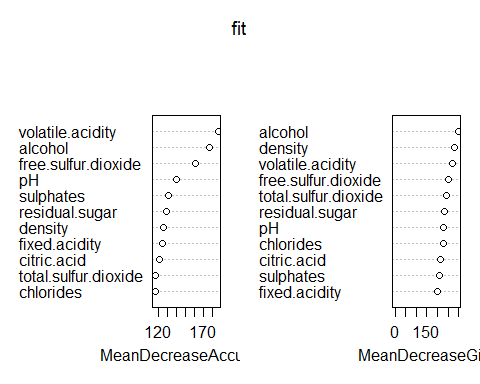 fit
volatile.acidity
alcohol
free.sulfur.dioxide
pH
sulphates
residual.sugar
density
fixed.acidity
citric.acid
total.sulfur.dioxide
chlorides
120 170
MeanDecreaseAccu
alcohol
density
volatile.acidity
free.sulfur.dioxide
total.sulfur.dioxide
residual.sugar
pH
chlorides
citric.acid
sulphates
fixed.acidity
0 150
MeanDecreaseGi